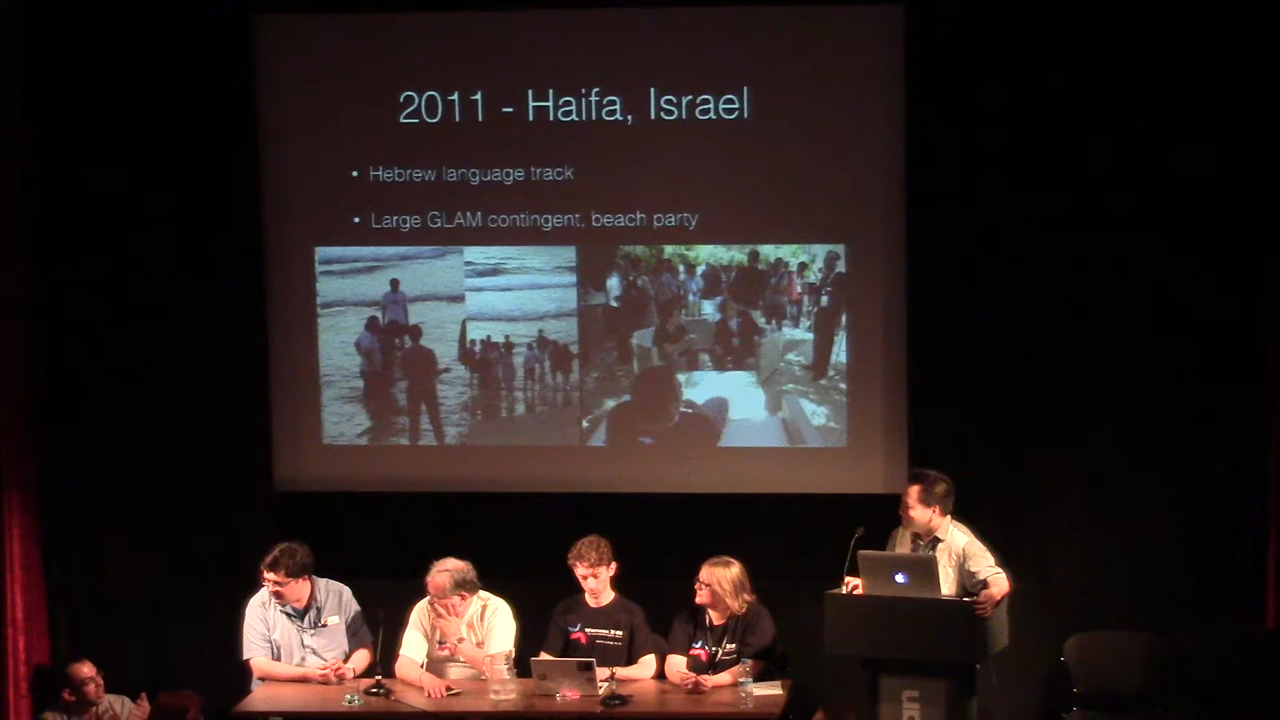 2011 - Haifa, Israel
• Hebrew language track
• Large GLAM contingent, beach party